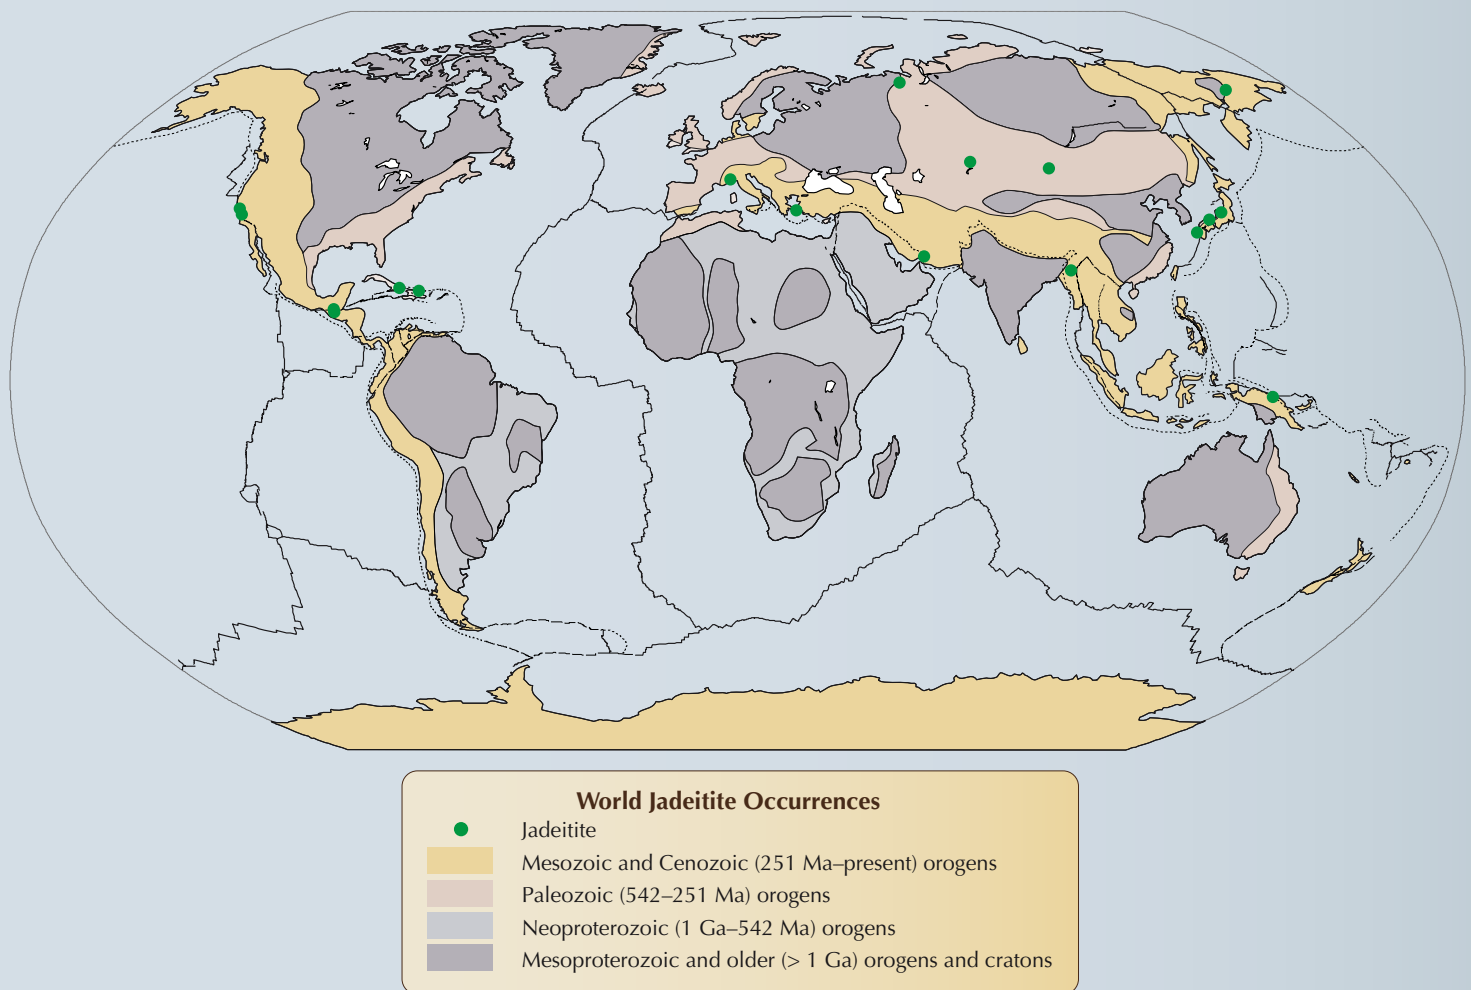 World Jadeitite Occurrences
Jadeitite
Mesozoic and Cenozoic (251 Ma–present) orogens
Paleozoic (542–251 Ma) orogens
Neoproterozoic (1 Ga–542 Ma) orogens
Mesoproterozoic and older (> 1 Ga) orogens and cratons